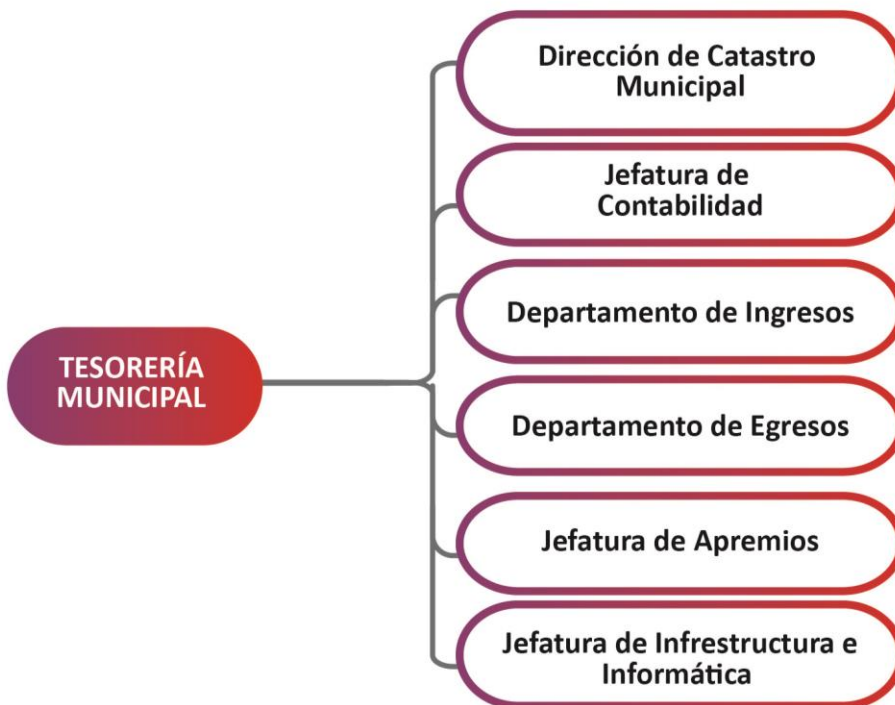 Dirección de Catastro
Municipal
Jefatura de
Contabilidad
Departamento de Ingresos
TESORERÍA
MUNICIPAL
Departamento de Egresos
Jefatura de Apremios
Jefatura de Infrestructura e
Informática